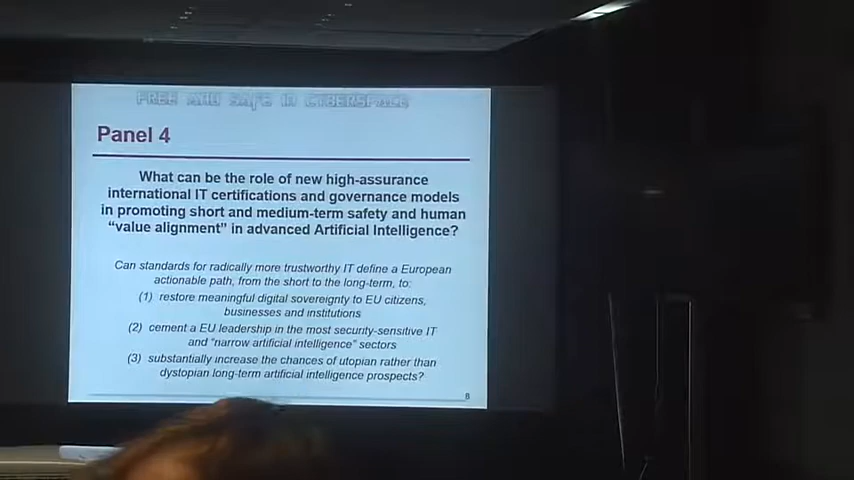 FREE AND SAFE IN CYBERSPACE
Panel 4
What can be the role of new high-assurance
international IT certifications and governance models
in promoting short and medium-term safety and human
“value alignment” in advanced Artificial Intelligence?
Can standards for radically more trustworthy IT define a European
actionable path, from the short to the long-term, to:
(1) restore meaningful digital sovereignty to EU citizens,
businesses and institutions
(2) cement a EU leadership in the most security-sensitive IT
and “narrow artificial intelligence” sectors
(3) substantially increase the chances of utopian rather than
dystopian long-term artificial intelligence prospects?
8